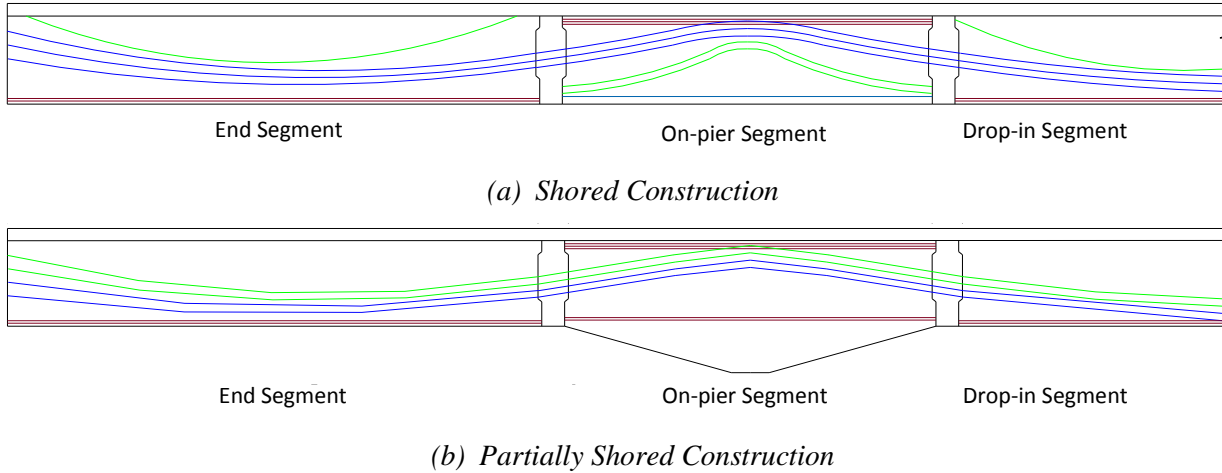 End Segment
On-pier Segment
Drop-in Segment
(a) Shored Construction
End Segment
On-pier Segment
Drop-in Segment
(b) Partially Shored Construction